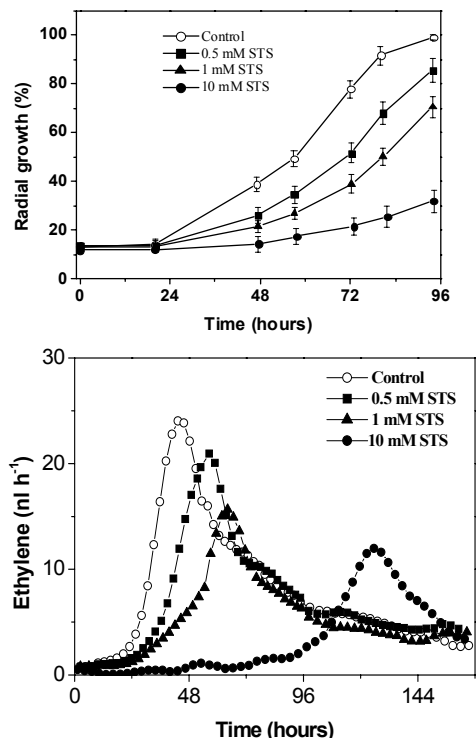 Control
0.5 mM STS
1 mM STS
10 mM STS
Radial growth (%)
100
80
60
40
20
0
0 24 48 72 96
Time (hours)
Control
0.5 mM STS
1 mM STS
10 mM STS
Ethylene (nl h-1)
30
20
10
0
0 48 96 144
Time (hours)